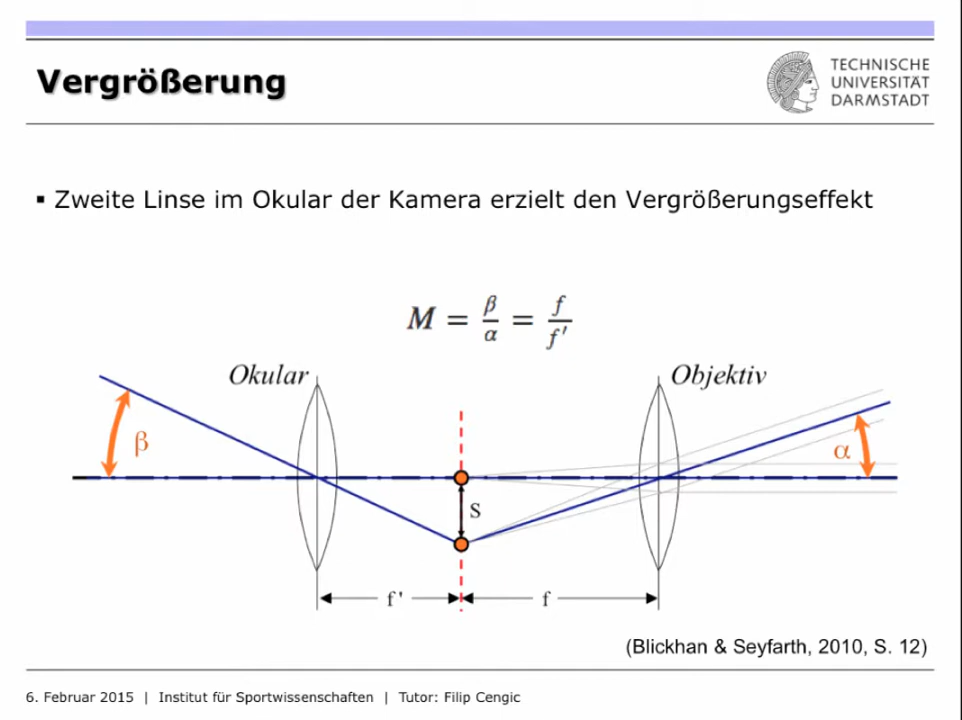 Vergrößerung
TECHNISCHE
UNIVERSITÄT
DARMSTADT
▪ Zweite Linse im Okular der Kamera erzielt den Vergrößerungseffekt
M = β/α = f/f'
Okular
Objektiv
β
α
S
f'
f
(Blickhan & Seyfarth, 2010, S. 12)
6. Februar 2015 | Institut für Sportwissenschaften | Tutor: Filip Cengic